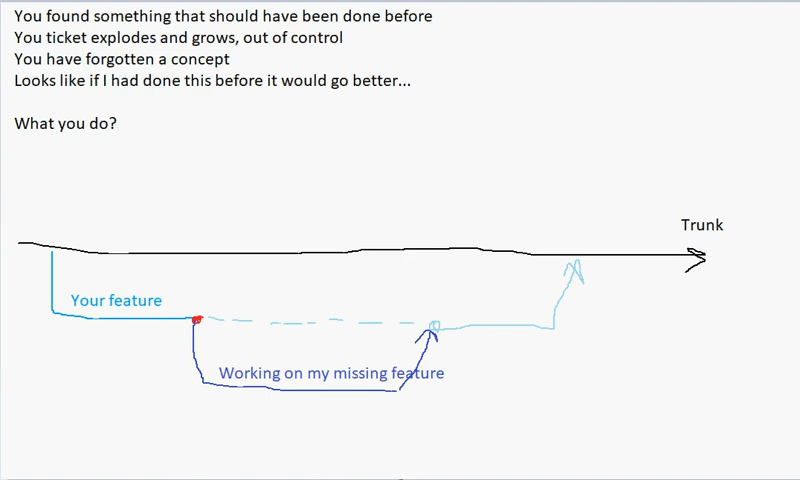 You found something that should have been done before
You ticket explodes and grows, out of control
You have forgotten a concept
Looks like if I had done this before it would go better...
What you do?
Trunk
Your feature
Working on my missing feature